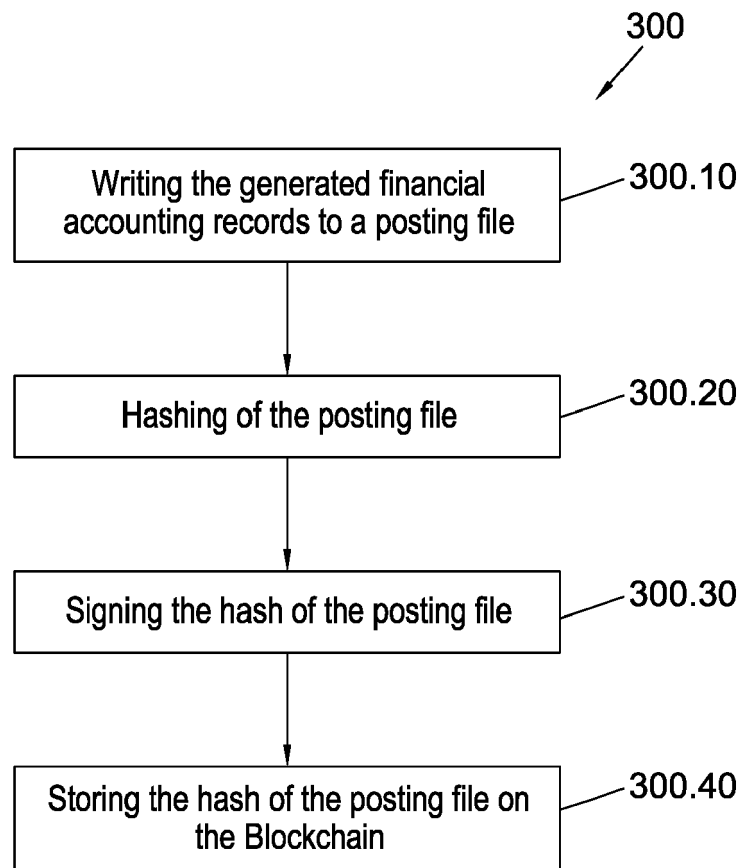 300
Writing the generated financial
accounting records to a posting file
300.10
Hashing of the posting file
300.20
Signing the hash of the posting file
300.30
Storing the hash of the posting file on
the Blockchain
300.40